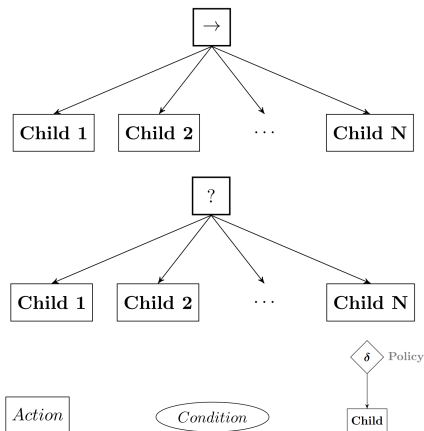 →
Child 1 Child 2 ... Child N
?
Child 1 Child 2 ... Child N
δ Policy
Action Condition Child